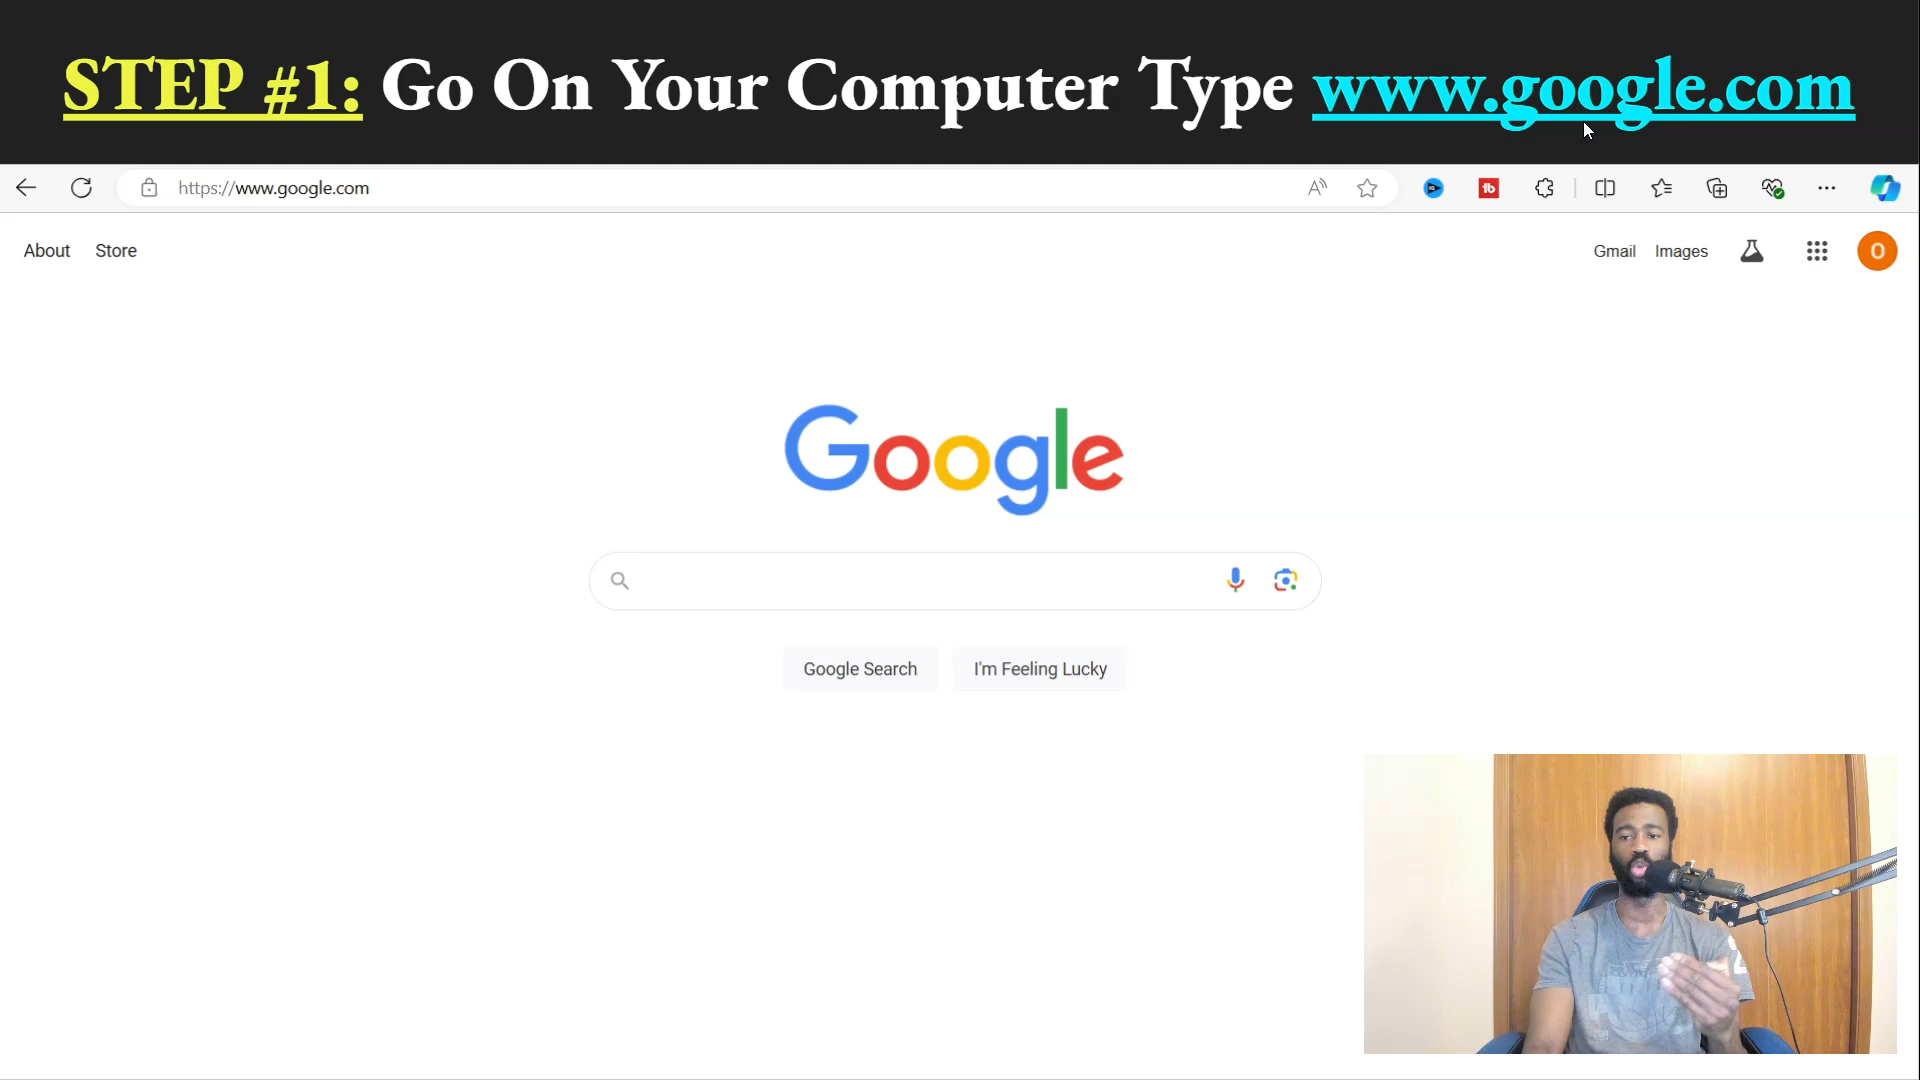 STEP #1: Go On Your Computer Type www.google.com
https://www.google.com
About Store
Gmail Images
O
Google
Google Search I'm Feeling Lucky